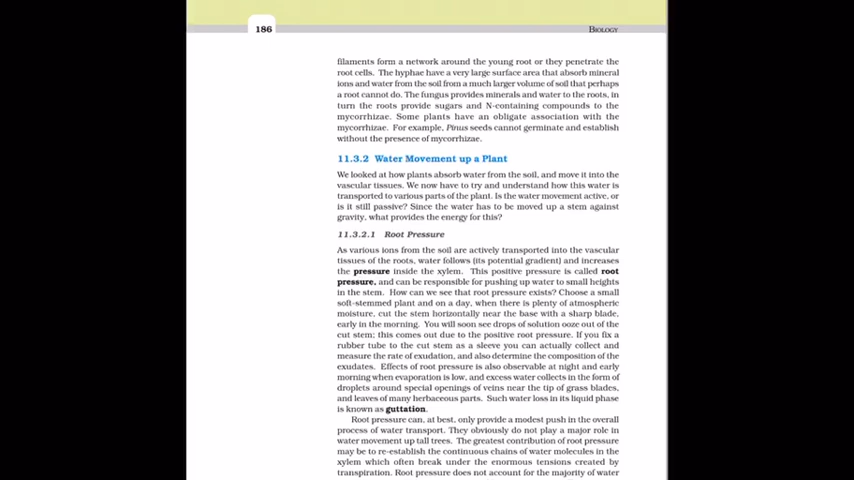 186
BIOLOGY
filaments form a network around the young root or they penetrate the
root cells. The hyphae have a very large surface area that absorb mineral
ions and water from the soil from a much larger volume of soil that perhaps
a root cannot do. The fungus provides minerals and water to the roots, in
turn the roots provide sugars and N-containing compounds to the
mycorrhizae. Some plants have an obligate association with the
mycorrhizae. For example, Pinus seeds cannot germinate and establish
without the presence of mycorrhizae.
11.3.2 Water Movement up a Plant
We looked at how plants absorb water from the soil, and move it into the
vascular tissues. We now have to try and understand how this water is
transported to various parts of the plant. Is the water movement active, or
is it still passive? Since the water has to be moved up a stem against
gravity, what provides the energy for this?
11.3.2.1 Root Pressure
As various ions from the soil are actively transported into the vascular
tissues of the roots, water follows (its potential gradient) and increases
the pressure inside the xylem. This positive pressure is called root
pressure, and can be responsible for pushing up water to small heights
in the stem. How can we see that root pressure exists? Choose a small
soft-stemmed plant and on a day, when there is plenty of atmospheric
moisture, cut the stem horizontally near the base with a sharp blade,
early in the morning. You will soon see drops of solution ooze out of the
cut stem; this comes out due to the positive root pressure. If you fix a
rubber tube to the cut stem as a sleeve you can actually collect and
measure the rate of exudation, and also determine the composition of the
exudates. Effects of root pressure is also observable at night and early
morning when evaporation is low, and excess water collects in the form of
droplets around special openings of veins near the tip of grass blades,
and leaves of many herbaceous parts. Such water loss in its liquid phase
is known as guttation.
Root pressure can, at best, only provide a modest push in the overall
process of water transport. They obviously do not play a major role in
water movement up tall trees. The greatest contribution of root pressure
may be to re-establish the continuous chains of water molecules in the
xylem which often break under the enormous tensions created by
transpiration. Root pressure does not account for the majority of water